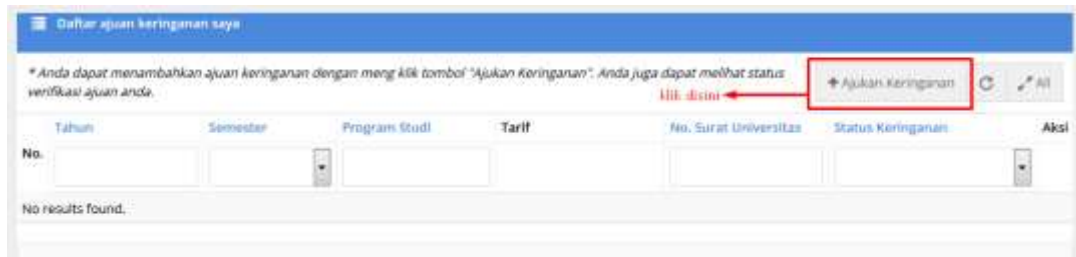 Daftar ajuan keringanan saya
* Anda dapat menambahkan ajuan keringanan dengan meng klik tombol "Ajukan Keringanan". Anda juga dapat melihat status
verifikasi ajuan anda.
klik disini
+ Ajukan Keringanan
All
Tahun Semester Program Studi Tarif No. Surat Universitas Status Keringanan Aksi
No.
No results found.